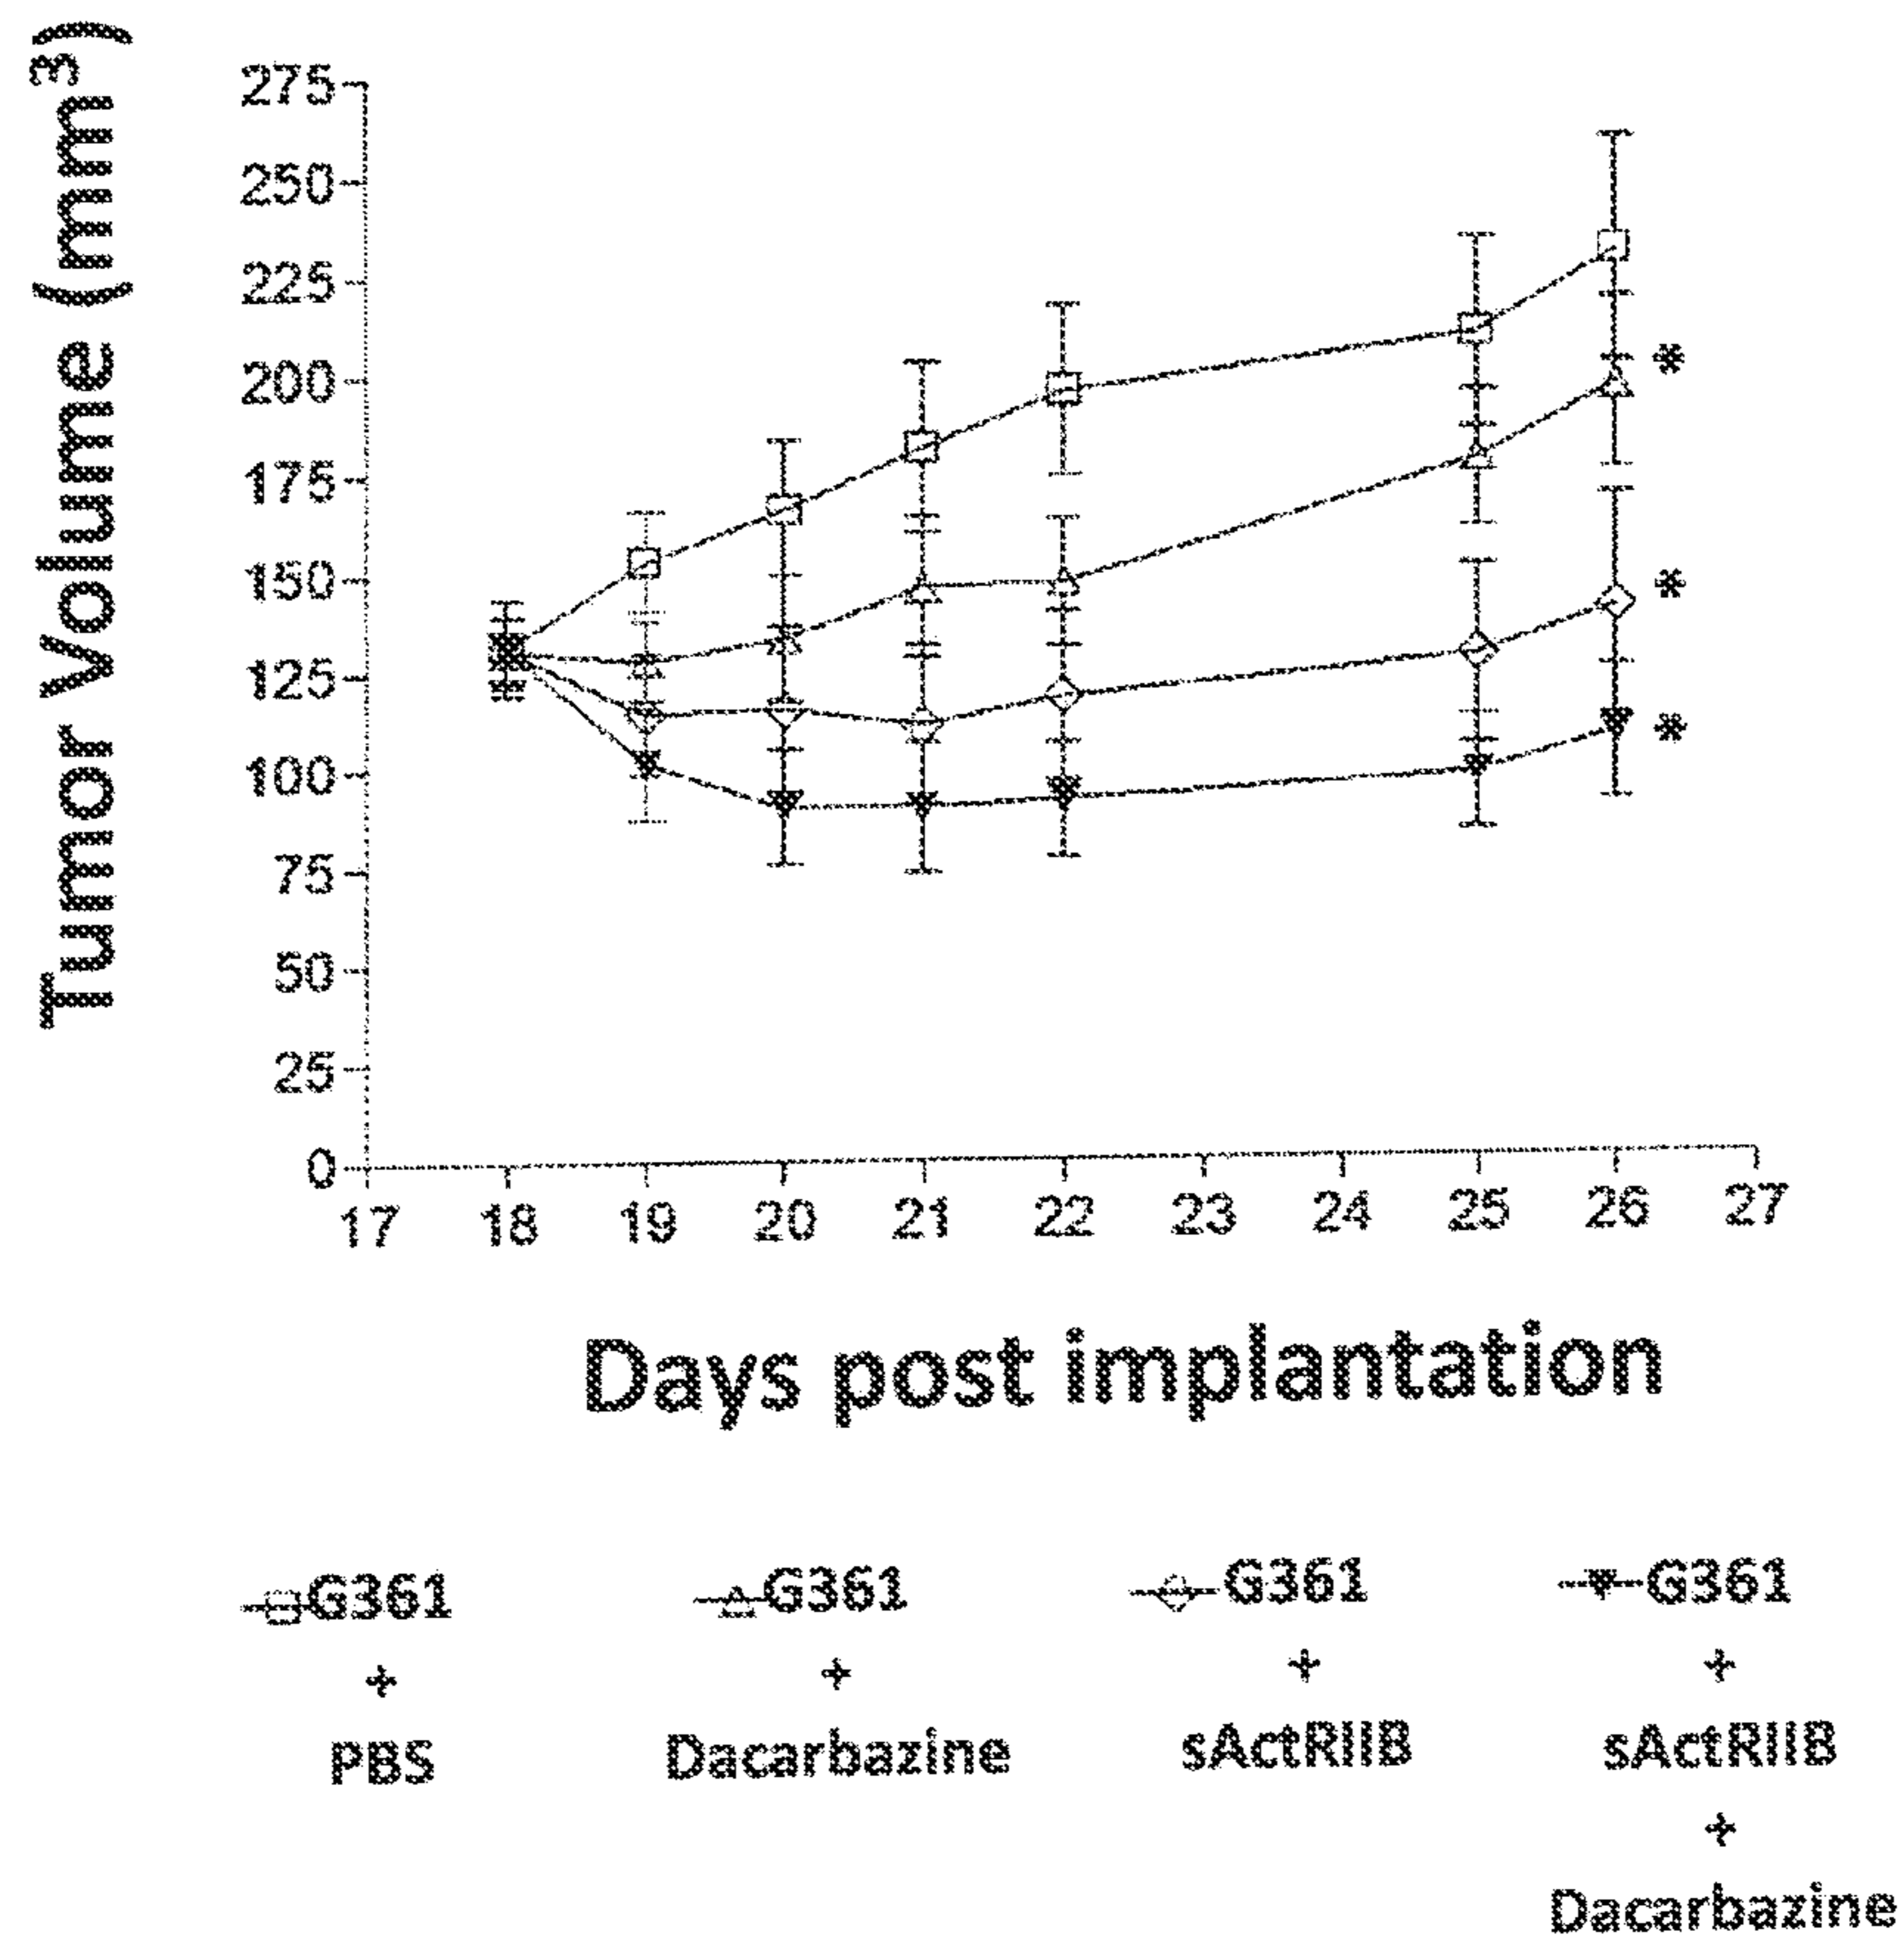 Tumor Volume (mm³)
275
250
225
200
175
150
125
100
75
50
25
0
*
*
*
17 18 19 20 21 22 23 24 25 26 27
Days post implantation
G361 G361 G361 G361
+ + + +
PBS Dacarbazine sActRIIB sActRIIB
+
Dacarbazine